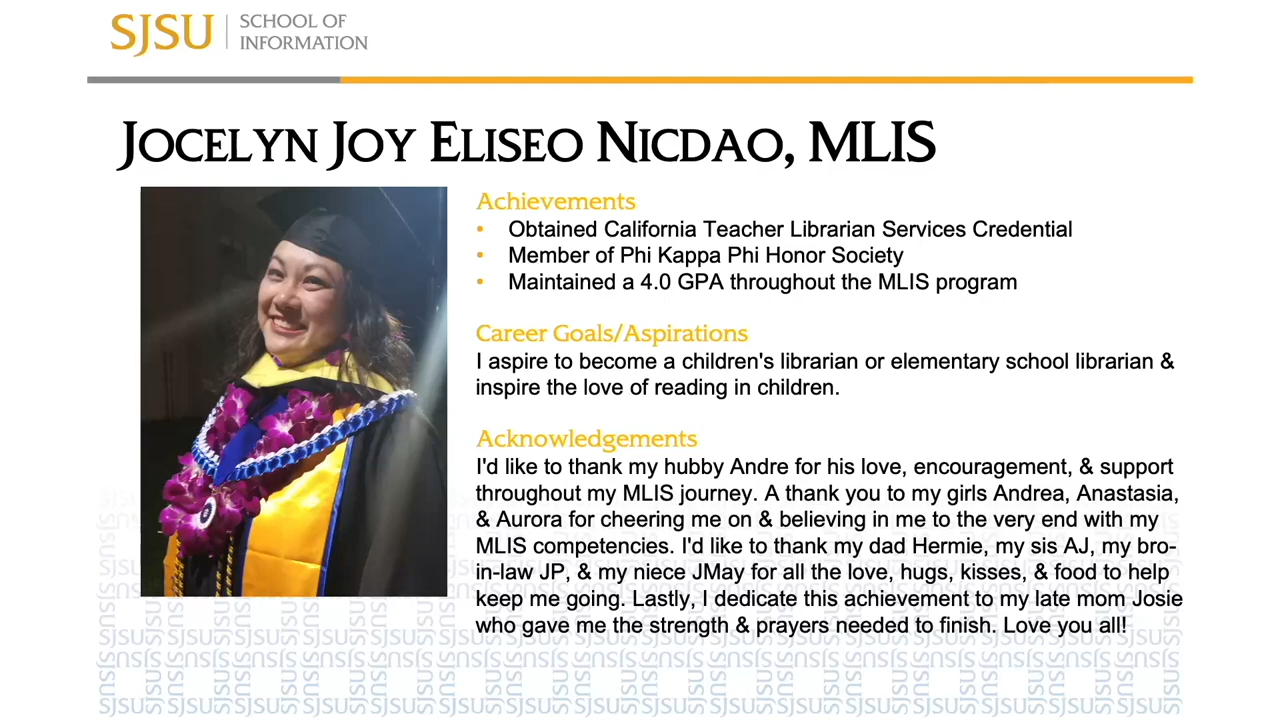 SJSU SCHOOL OF
INFORMATION
JOCELYN JOY ELISEO NICDAO, MLIS
Achievements
• Obtained California Teacher Librarian Services Credential
• Member of Phi Kappa Phi Honor Society
• Maintained a 4.0 GPA throughout the MLIS program
Career Goals/Aspirations
I aspire to become a children's librarian or elementary school librarian &
inspire the love of reading in children.
Acknowledgements
I'd like to thank my hubby Andre for his love, encouragement, & support
throughout my MLIS journey. A thank you to my girls Andrea, Anastasia,
& Aurora for cheering me on & believing in me to the very end with my
MLIS competencies. I'd like to thank my dad Hermie, my sis AJ, my bro-
in-law JP, & my niece JMay for all the love, hugs, kisses, & food to help
keep me going. Lastly, I dedicate this achievement to my late mom Josie
who gave me the strength & prayers needed to finish. Love you all!